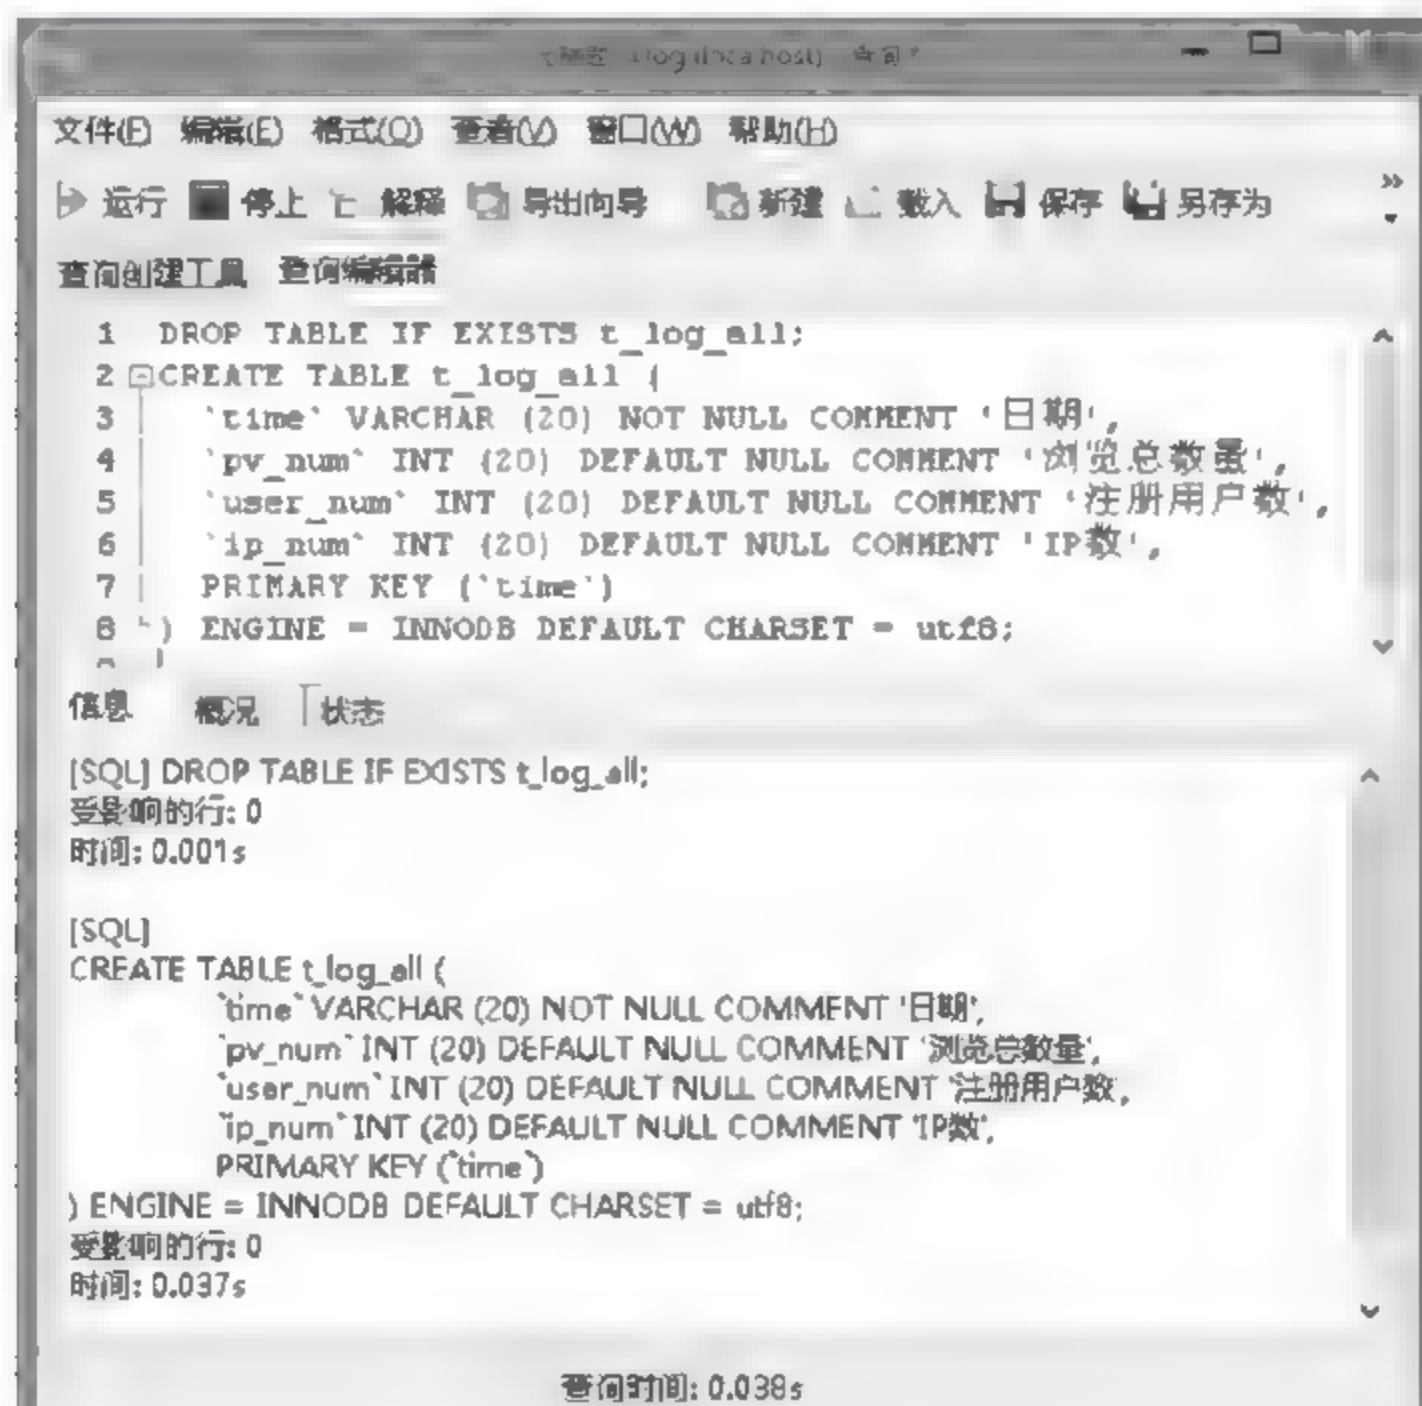 (localhost) 查询 *
文件(F) 编辑(E) 格式(O) 查看(V) 窗口(W) 帮助(H)
运行 停止 解释 导出向导 新建 载入 保存 另存为 »
查询创建工具 查询编辑器
1 DROP TABLE IF EXISTS t_log_all;
2 CREATE TABLE t_log_all (
3 `time` VARCHAR (20) NOT NULL COMMENT '日期',
4 `pv_num` INT (20) DEFAULT NULL COMMENT '浏览总数量',
5 `user_num` INT (20) DEFAULT NULL COMMENT '注册用户数',
6 `ip_num` INT (20) DEFAULT NULL COMMENT 'IP数',
7 PRIMARY KEY (`time`)
8 ) ENGINE = INNODB DEFAULT CHARSET = utf8;
信息 概况 状态
[SQL] DROP TABLE IF EXISTS t_log_all;
受影响的行: 0
时间: 0.001s
[SQL]
CREATE TABLE t_log_all (
`time` VARCHAR (20) NOT NULL COMMENT '日期',
`pv_num` INT (20) DEFAULT NULL COMMENT '浏览总数量',
`user_num` INT (20) DEFAULT NULL COMMENT '注册用户数',
`ip_num` INT (20) DEFAULT NULL COMMENT 'IP数',
PRIMARY KEY (`time`)
) ENGINE = INNODB DEFAULT CHARSET = utf8;
受影响的行: 0
时间: 0.037s
查询时间: 0.038s